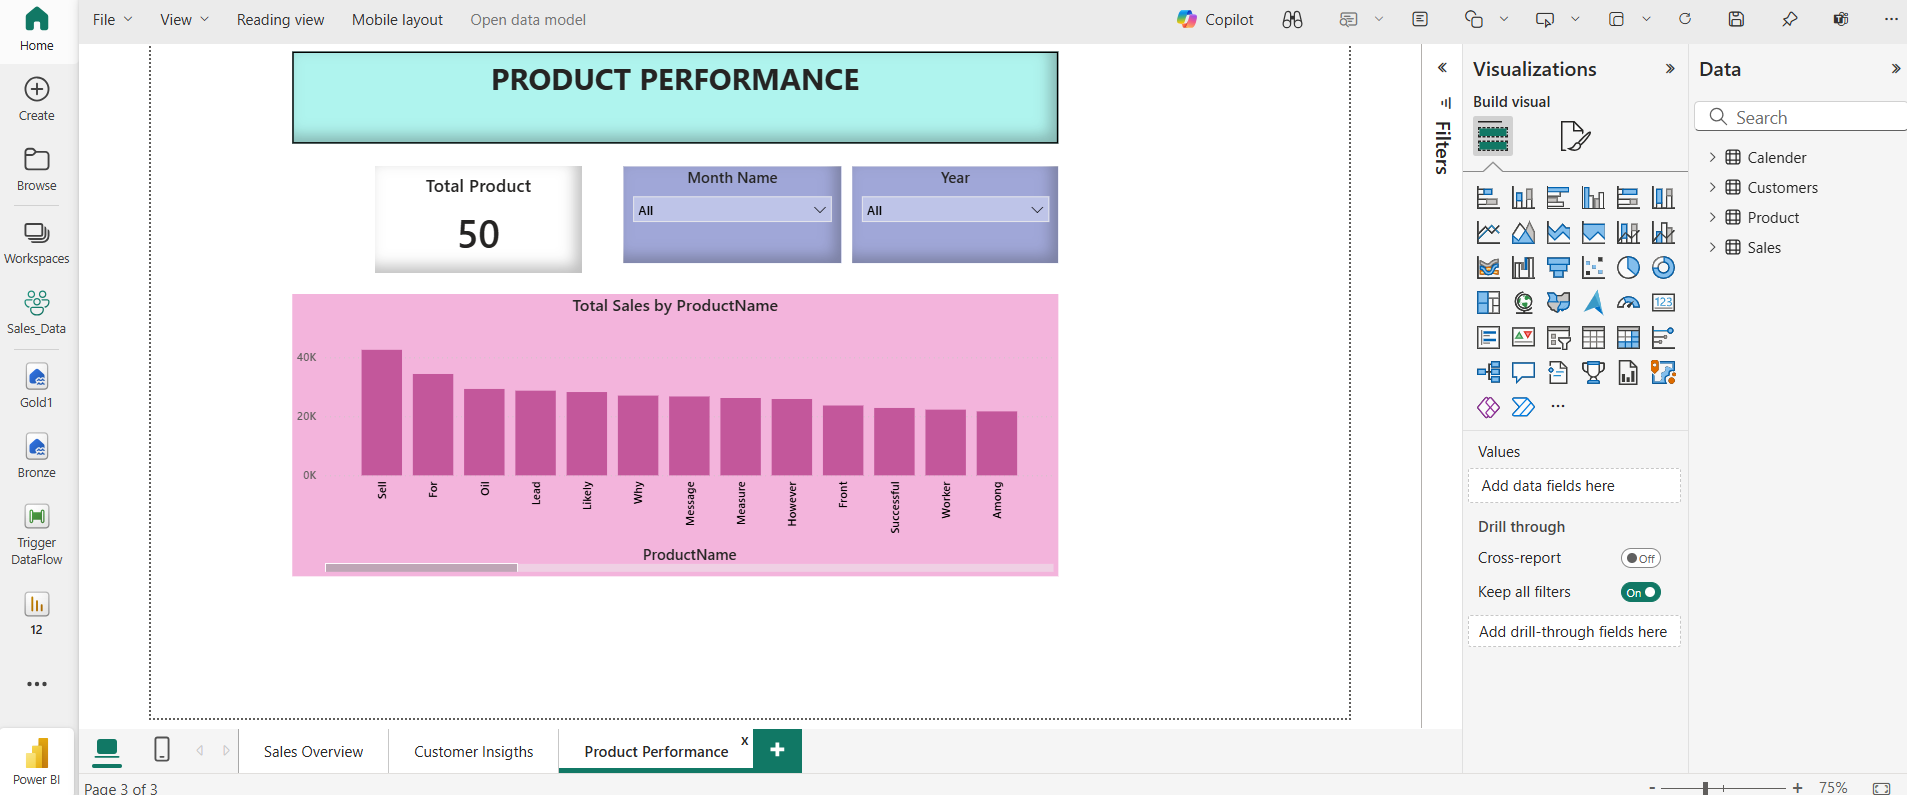 File
View
Reading view
Mobile layout
Open data model
Copilot
Home
Create
Browse
Workspaces
Sales_Data
Gold1
Bronze
Trigger
DataFlow
12
Power BI
PRODUCT PERFORMANCE
Total Product
50
Month Name
All
Year
All
Total Sales by ProductName
40K
20K
0K
Sell
For
Oil
Lead
Likely
Why
Message
Measure
However
Front
Successful
Worker
Among
ProductName
Filters
Visualizations
Build visual
123
Values
Add data fields here
Drill through
Cross-report
Off
Keep all filters
On
Add drill-through fields here
Data
Search
Calender
Customers
Product
Sales
Sales Overview
Customer Insigths
Product Performance
x
+
Page 3 of 3
- + 75%